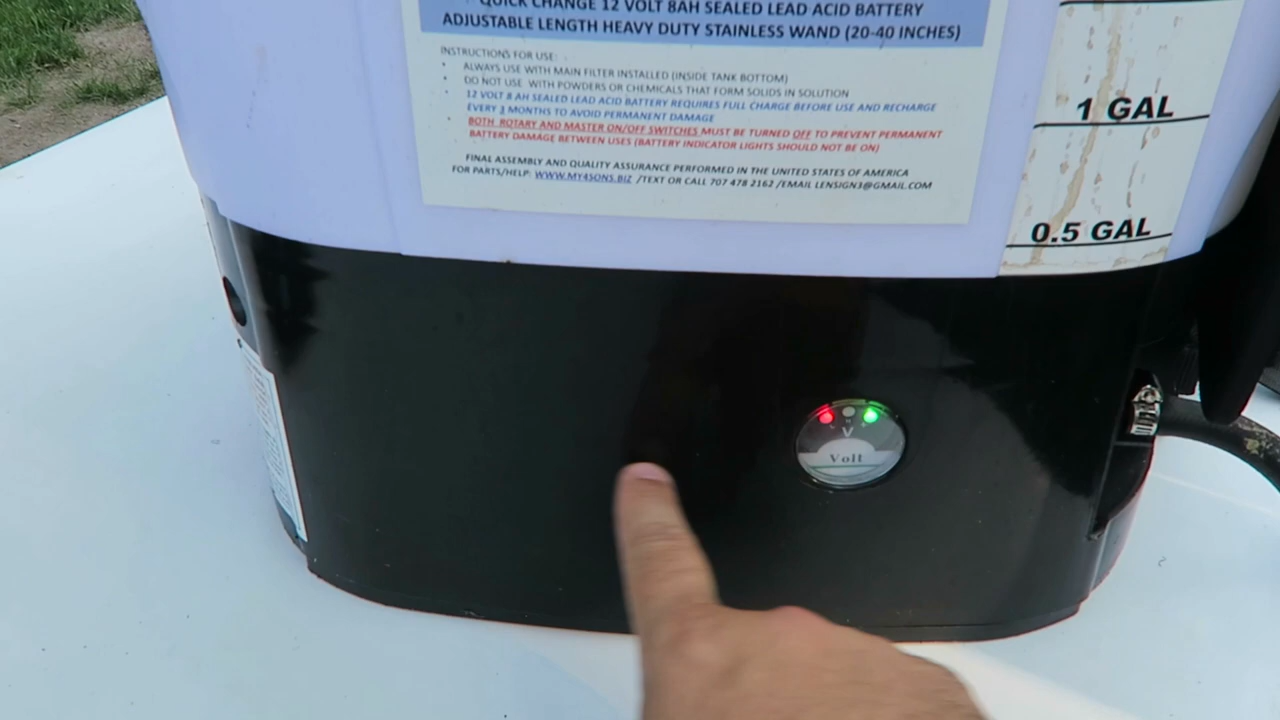 QUICK CHANGE 12 VOLT 8AH SEALED LEAD ACID BATTERY
ADJUSTABLE LENGTH HEAVY DUTY STAINLESS WAND (20-40 INCHES)
INSTRUCTIONS FOR USE:
• ALWAYS USE WITH MAIN FILTER INSTALLED (INSIDE TANK BOTTOM)
• DO NOT USE WITH POWDERS OR CHEMICALS THAT FORM SOLIDS IN SOLUTION
• 12 VOLT 8 AH SEALED LEAD ACID BATTERY REQUIRES FULL CHARGE BEFORE USE AND RECHARGE
EVERY 3 MONTHS TO AVOID PERMANENT DAMAGE
• BOTH ROTARY AND MASTER ON/OFF SWITCHES MUST BE TURNED OFF TO PREVENT PERMANENT
BATTERY DAMAGE BETWEEN USES (BATTERY INDICATOR LIGHTS SHOULD NOT BE ON)
FINAL ASSEMBLY AND QUALITY ASSURANCE PERFORMED IN THE UNITED STATES OF AMERICA
FOR PARTS/HELP: WWW.MY4SONS.BIZ /TEXT OR CALL 707 478 2162 /EMAIL LENSIGN3@GMAIL.COM
1 GAL
0.5 GAL
V
Volt